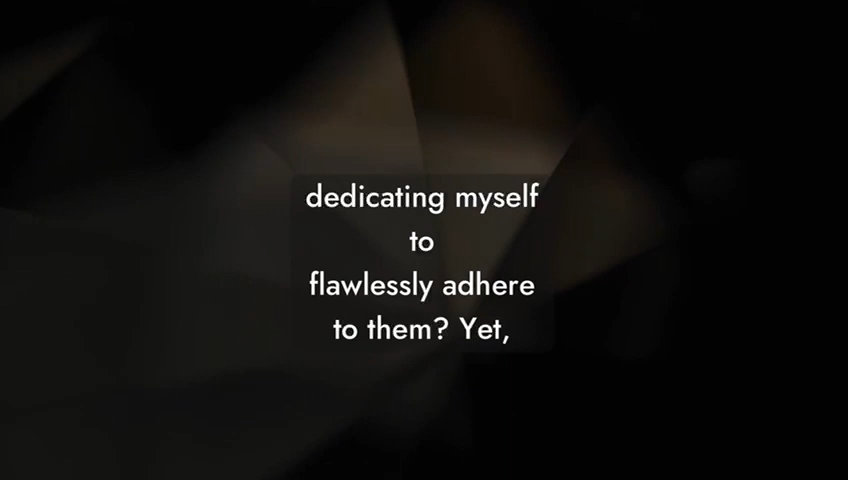 dedicating myself
to
flawlessly adhere
to them? Yet,